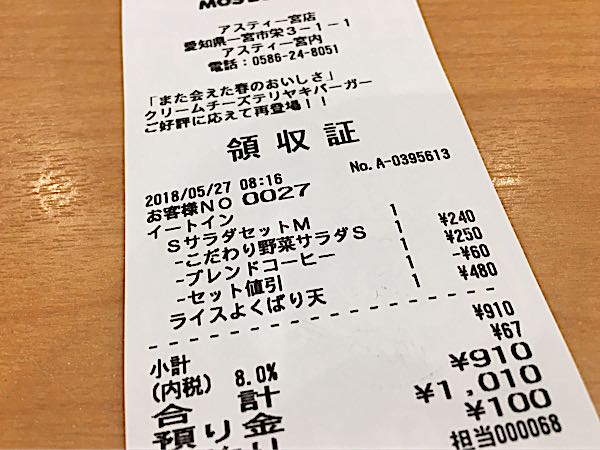 アスティ一宮店
愛知県一宮市栄３－１－１
アスティ一宮内
電話：0586-24-8051
「また会えた春のおいしさ」
クリームチーズテリヤキバーガー
ご好評に応えて再登場！！
領収証
No.A-0395613
2018/05/27 08:16
お客様NO 0027
イートイン
ＳサラダセットＭ 1 ¥240
-こだわり野菜サラダＳ 1 ¥250
-ブレンドコーヒー 1 -¥60
-セット値引 1 ¥480
ライスよくばり天
¥910
小計 ¥67
(内税) 8.0% ¥910
合計 ¥1,010
預り金 ¥100
担当000068